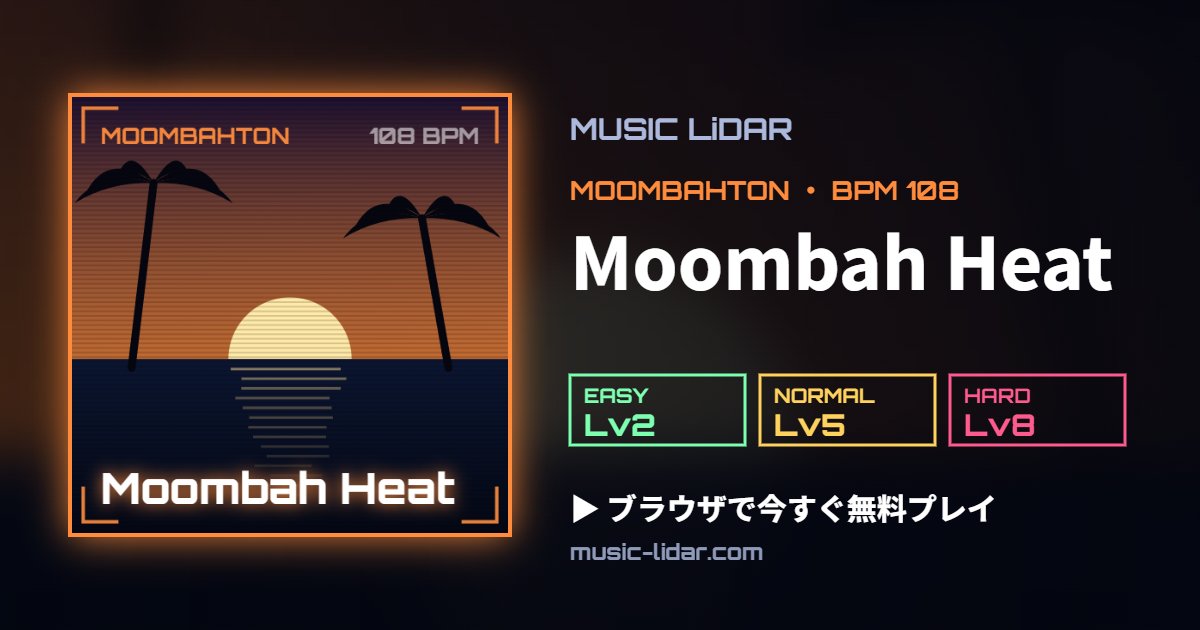 MOOMBAHTON
108 BPM
Moombah Heat
MUSIC LiDAR
MOOMBAHTON • BPM 108
Moombah Heat
EASY
Lv2
NORMAL
Lv5
HARD
Lv8
▶ ブラウザで今すぐ無料プレイ
music-lidar.com